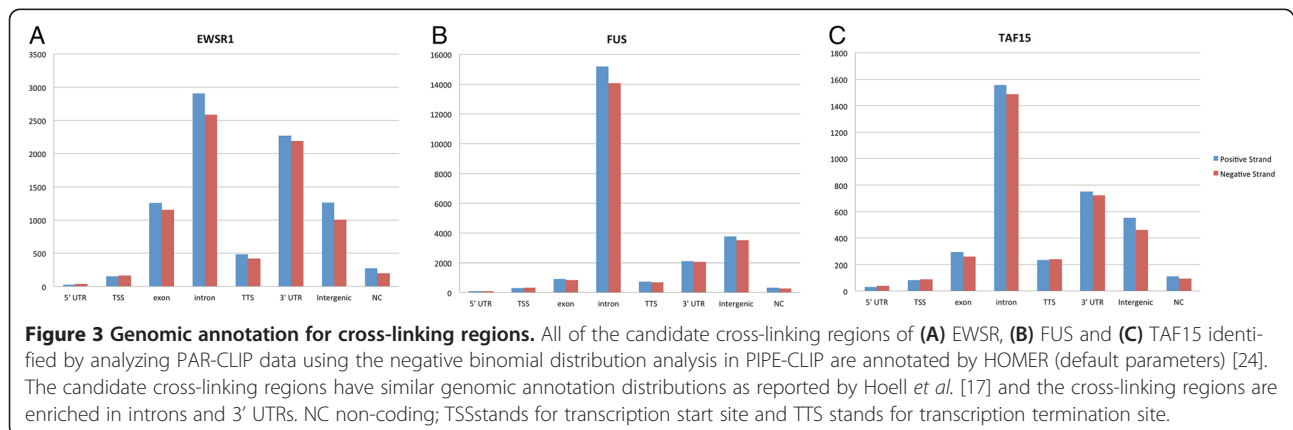 A
EWSR1
3500
3000
2500
2000
1500
1000
500
0
5' UTR TSS exon intron TTS 3' UTR Intergenic NC
B
FUS
16000
14000
12000
10000
8000
6000
4000
2000
0
5' UTR TSS exon intron TTS 3' UTR Intergenic NC
C
TAF15
1800
1600
1400
1200
1000
800
600
400
200
0
5' UTR TSS exon intron TTS 3' UTR Intergenic NC
Positive Strand
Negative Strand
Figure 3 Genomic annotation for cross-linking regions. All of the candidate cross-linking regions of (A) EWSR, (B) FUS and (C) TAF15 identi-
fied by analyzing PAR-CLIP data using the negative binomial distribution analysis in PIPE-CLIP are annotated by HOMER (default parameters) [24].
The candidate cross-linking regions have similar genomic annotation distributions as reported by Hoell et al. [17] and the cross-linking regions are
enriched in introns and 3' UTRs. NC non-coding; TSSstands for transcription start site and TTS stands for transcription termination site.